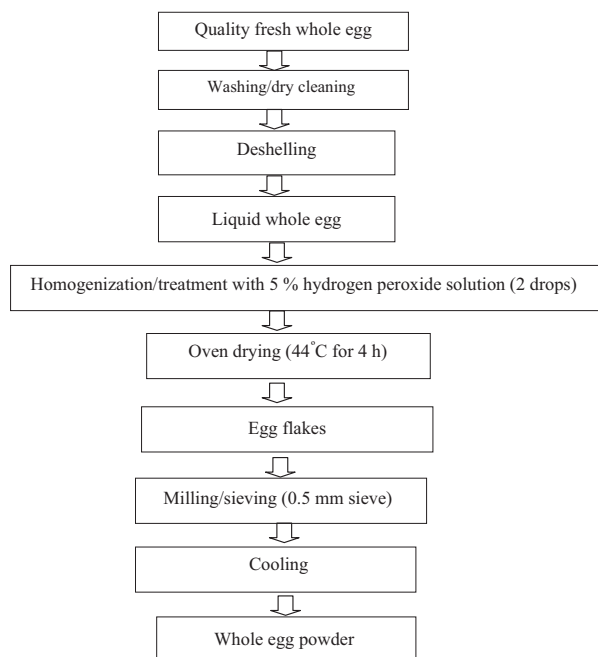 Quality fresh whole egg
Washing/dry cleaning
Deshelling
Liquid whole egg
Homogenization/treatment with 5 % hydrogen peroxide solution (2 drops)
Oven drying (44°C for 4 h)
Egg flakes
Milling/sieving (0.5 mm sieve)
Cooling
Whole egg powder